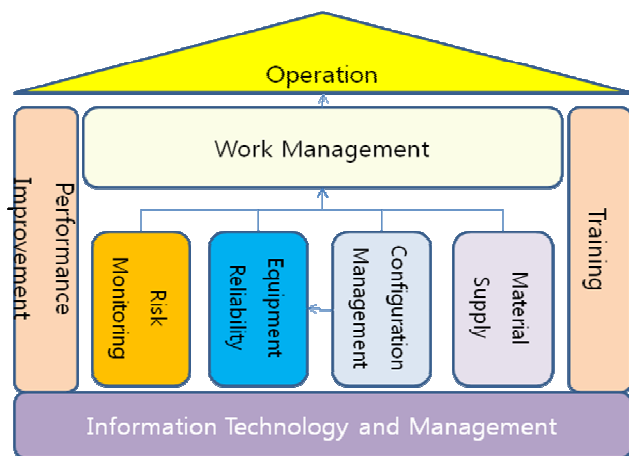 Operation
Work Management
Performance
Improvement
Risk
Monitoring
Equipment
Reliability
Configuration
Management
Material
Supply
Training
Information Technology and Management